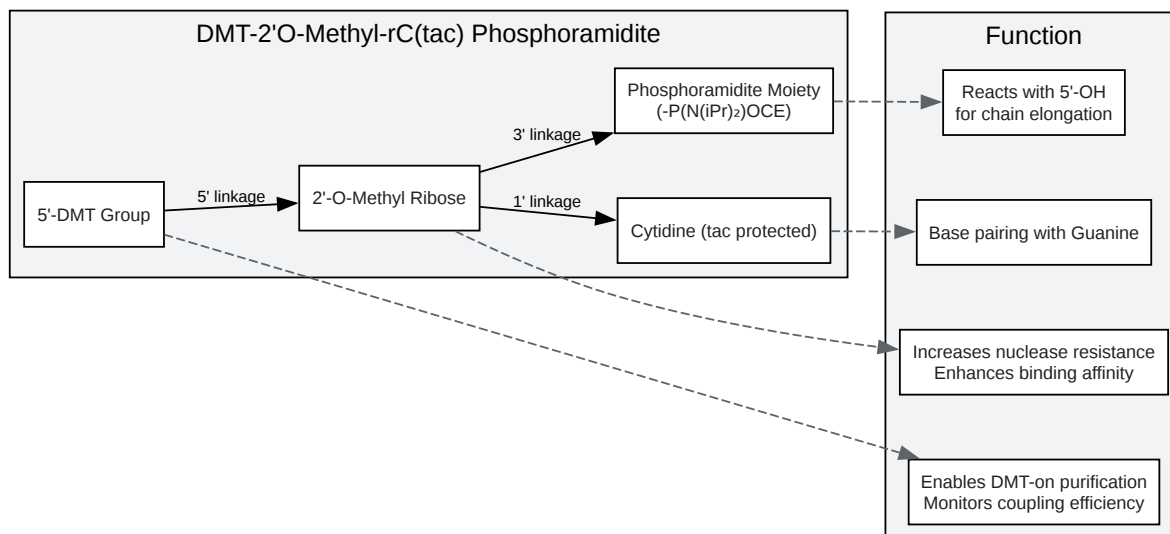 DMT-2'O-Methyl-rC(tac) Phosphoramidite
5'-DMT Group
5' linkage
2'-O-Methyl Ribose
3' linkage
Phosphoramidite Moiety
(-P(N(iPr)₂)OCE)
1' linkage
Cytidine (tac protected)
Function
Reacts with 5'-OH
for chain elongation
Base pairing with Guanine
Increases nuclease resistance
Enhances binding affinity
Enables DMT-on purification
Monitors coupling efficiency